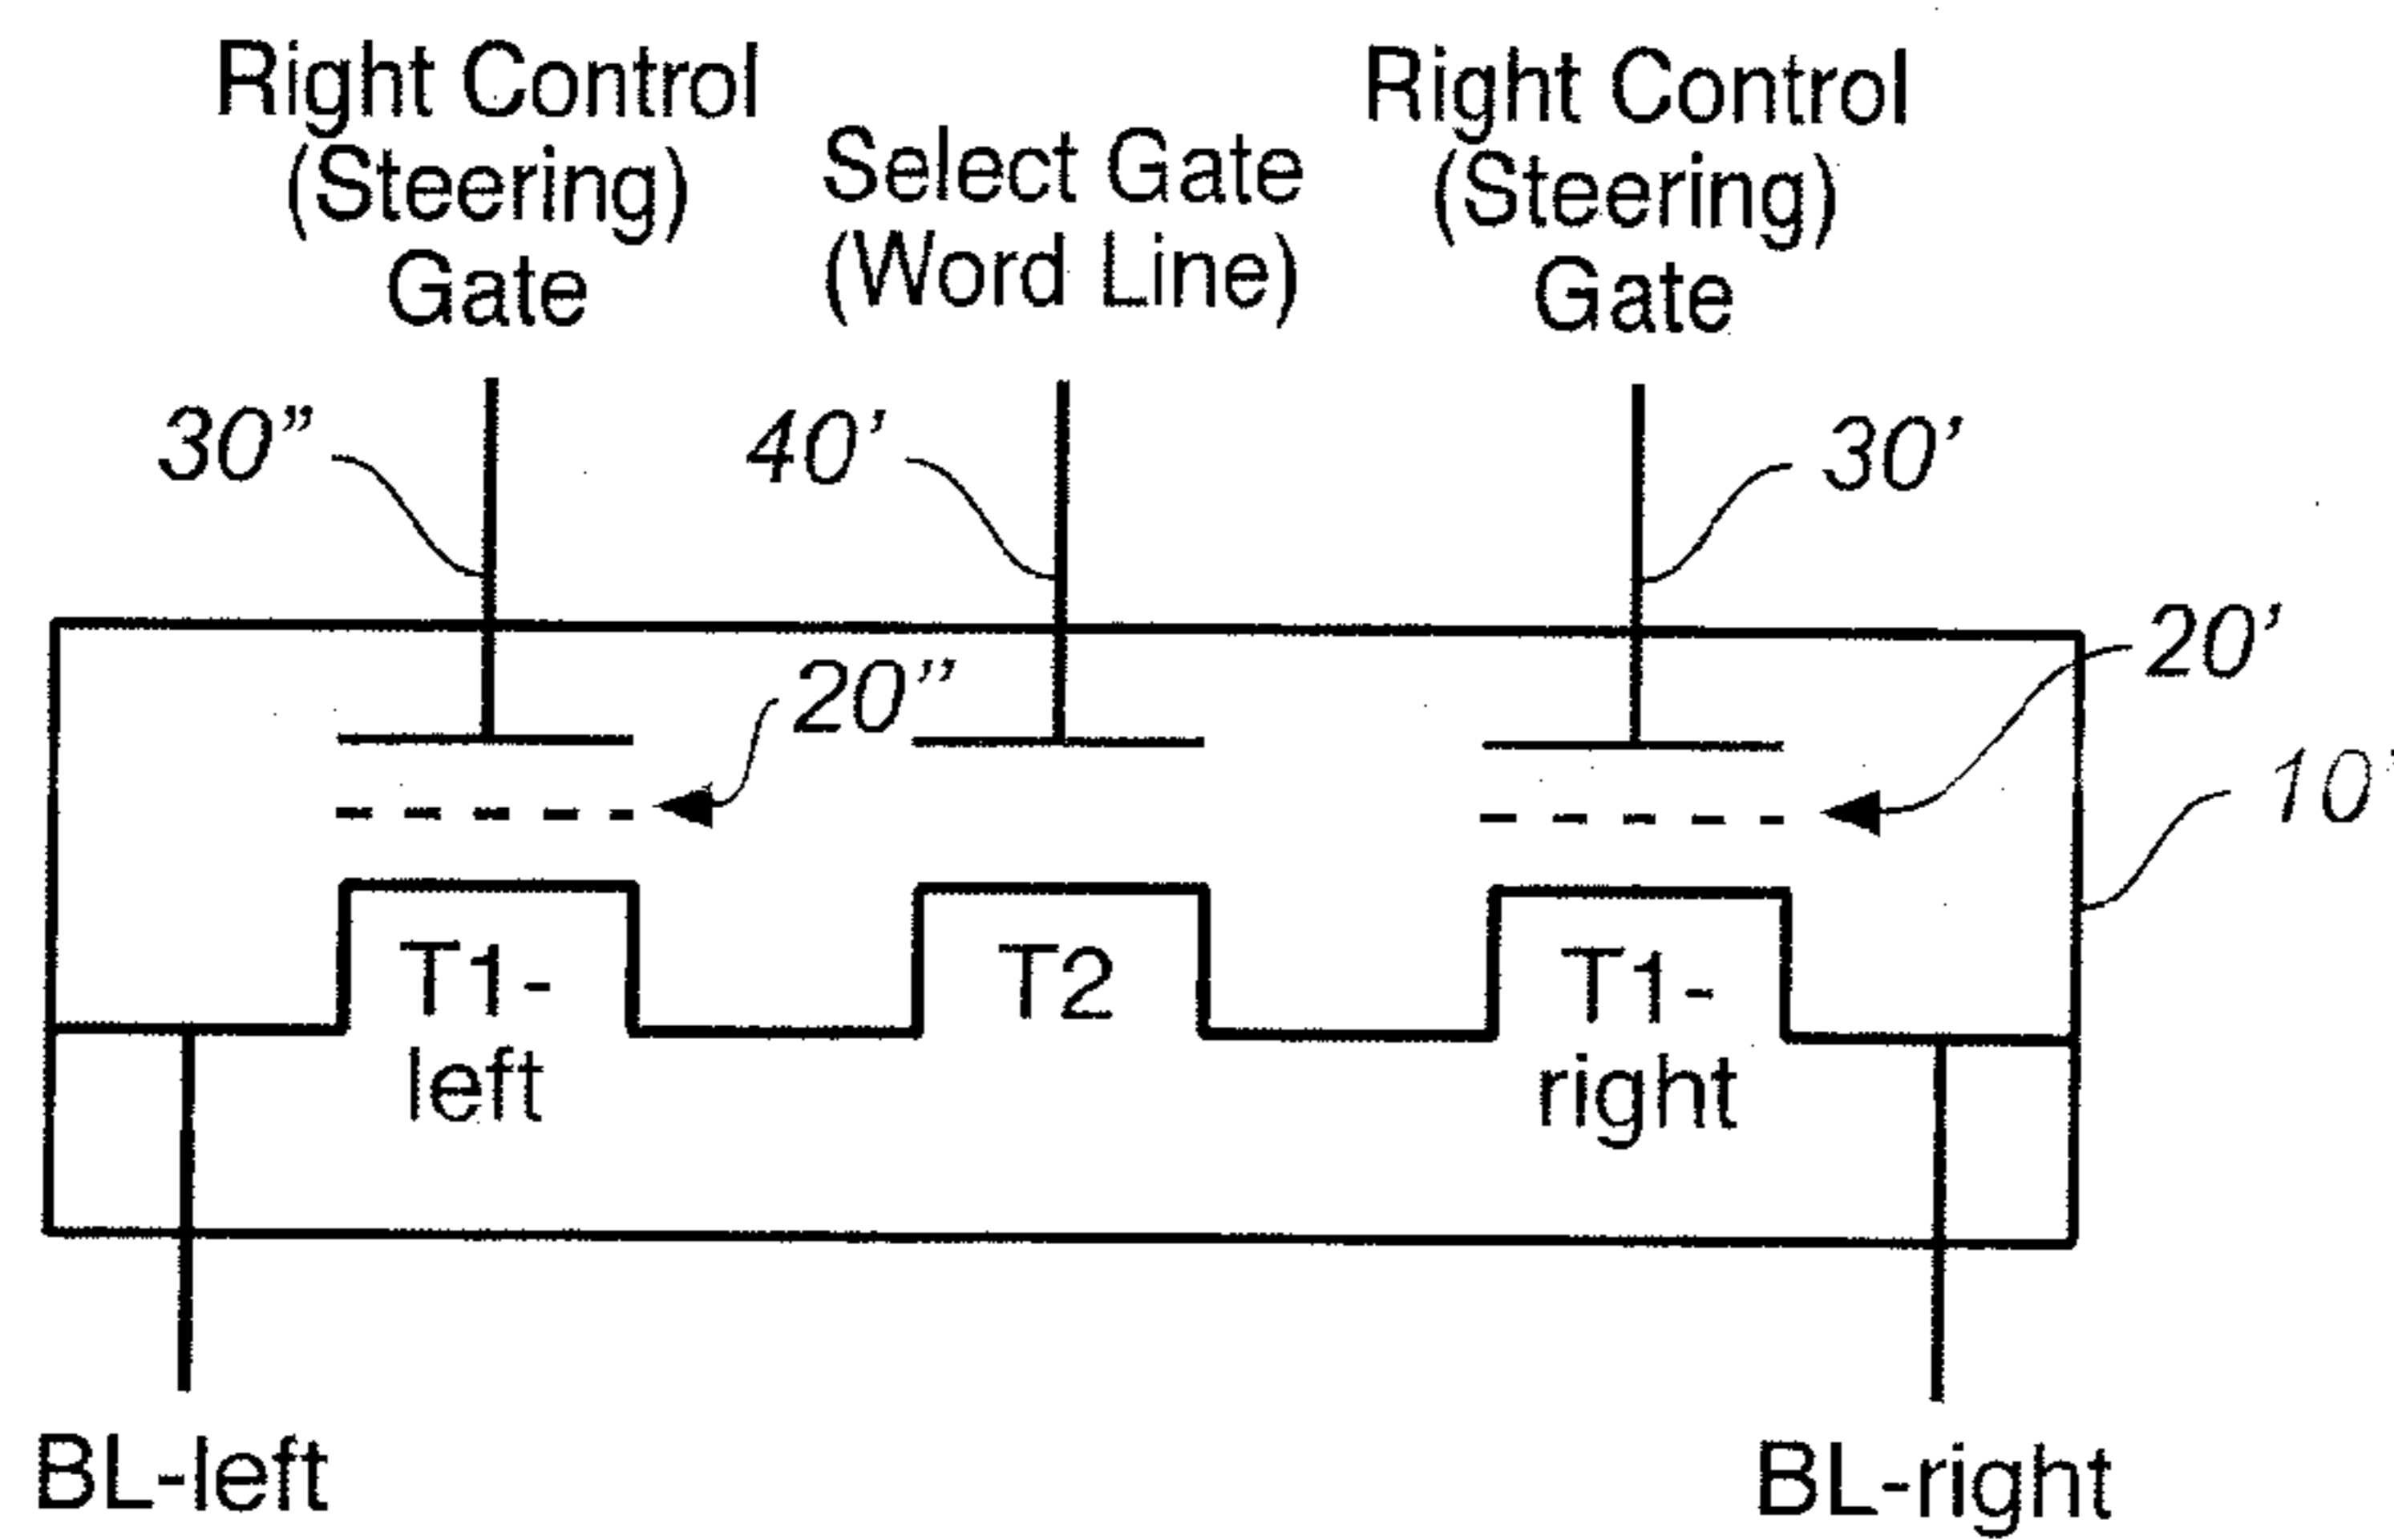 Right Control
(Steering)
Gate
Select Gate
(Word Line)
Right Control
(Steering)
Gate
30”
40’
30’
20”
20’
10’
T1-
left
T2
T1-
right
BL-left
BL-right